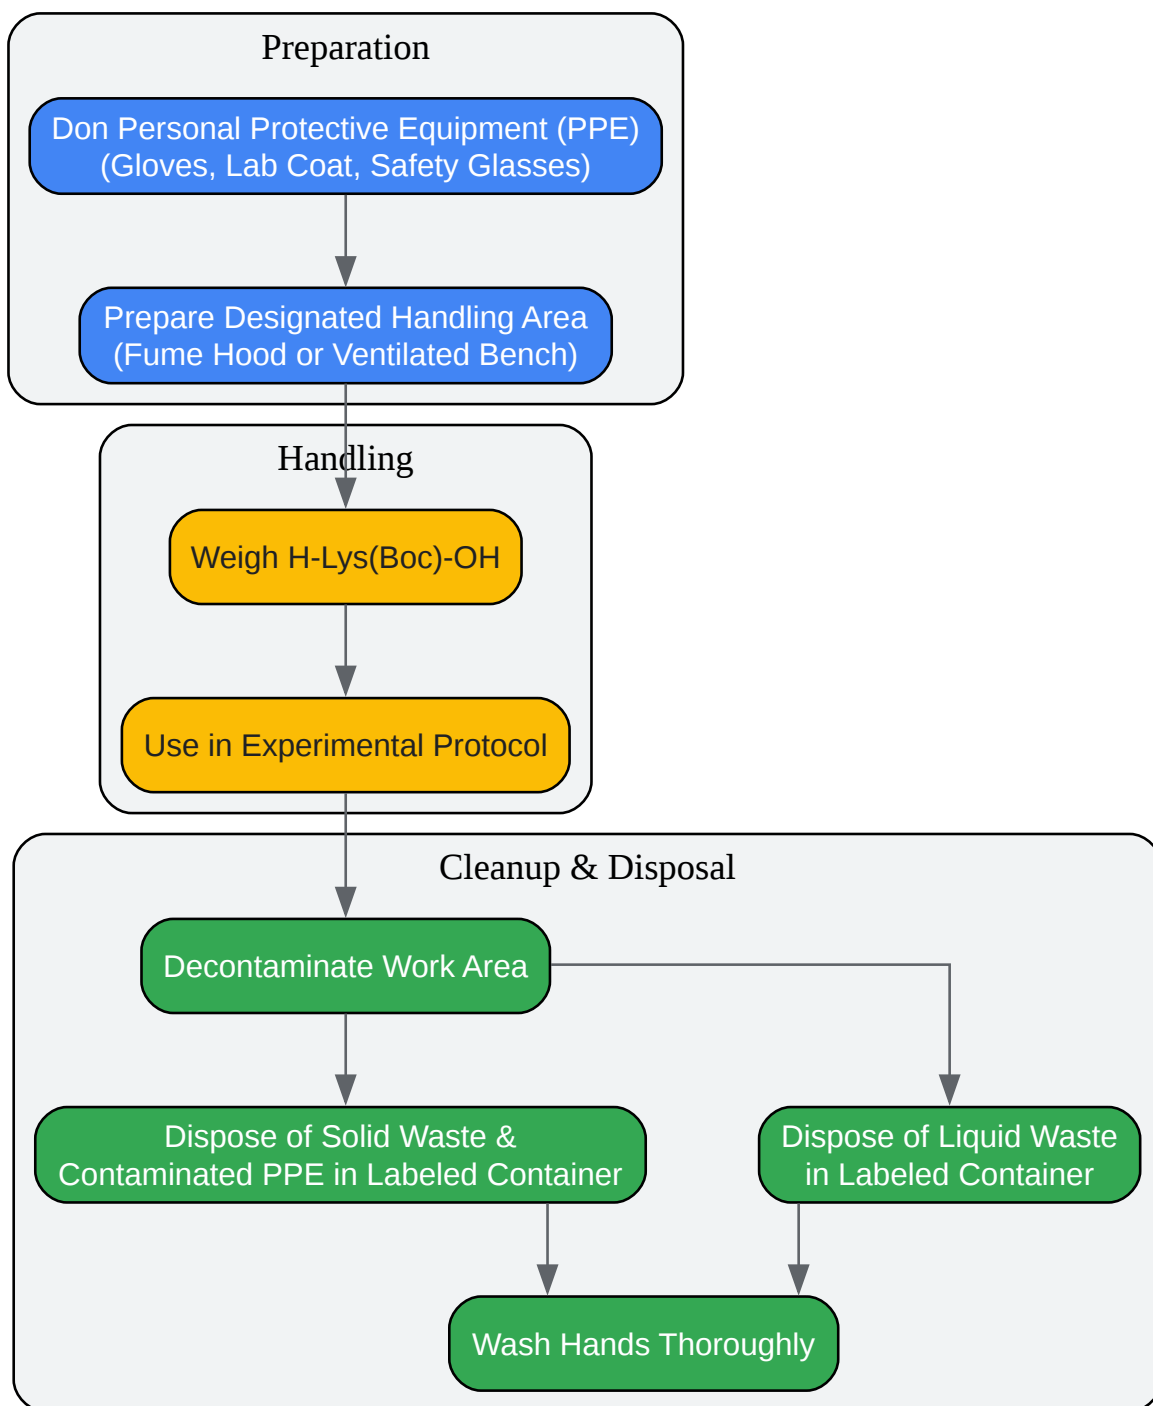 Preparation
Don Personal Protective Equipment (PPE)
(Gloves, Lab Coat, Safety Glasses)
Prepare Designated Handling Area
(Fume Hood or Ventilated Bench)
Handling
Weigh H-Lys(Boc)-OH
Use in Experimental Protocol
Cleanup & Disposal
Decontaminate Work Area
Dispose of Solid Waste &
Contaminated PPE in Labeled Container
Dispose of Liquid Waste
in Labeled Container
Wash Hands Thoroughly